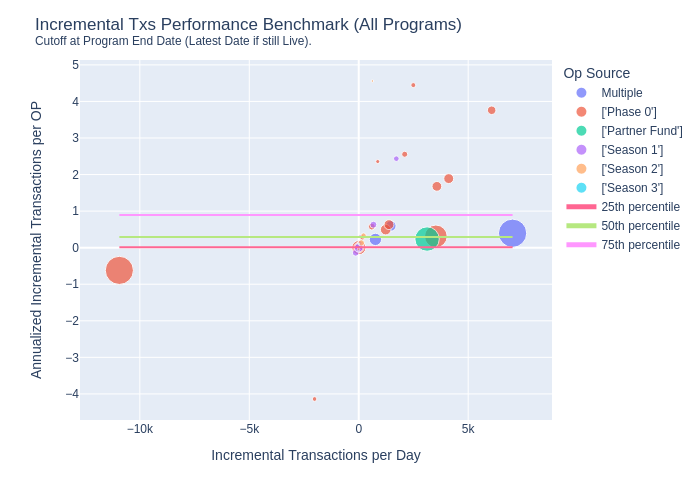 Incremental Txs Performance Benchmark (All Programs)
Cutoff at Program End Date (Latest Date if still Live).
Annualized Incremental Transactions per OP
5
4
3
2
1
0
−1
−2
−3
−4
−10k
−5k
0
5k
Incremental Transactions per Day
Op Source
Multiple
['Phase 0']
['Partner Fund']
['Season 1']
['Season 2']
['Season 3']
25th percentile
50th percentile
75th percentile